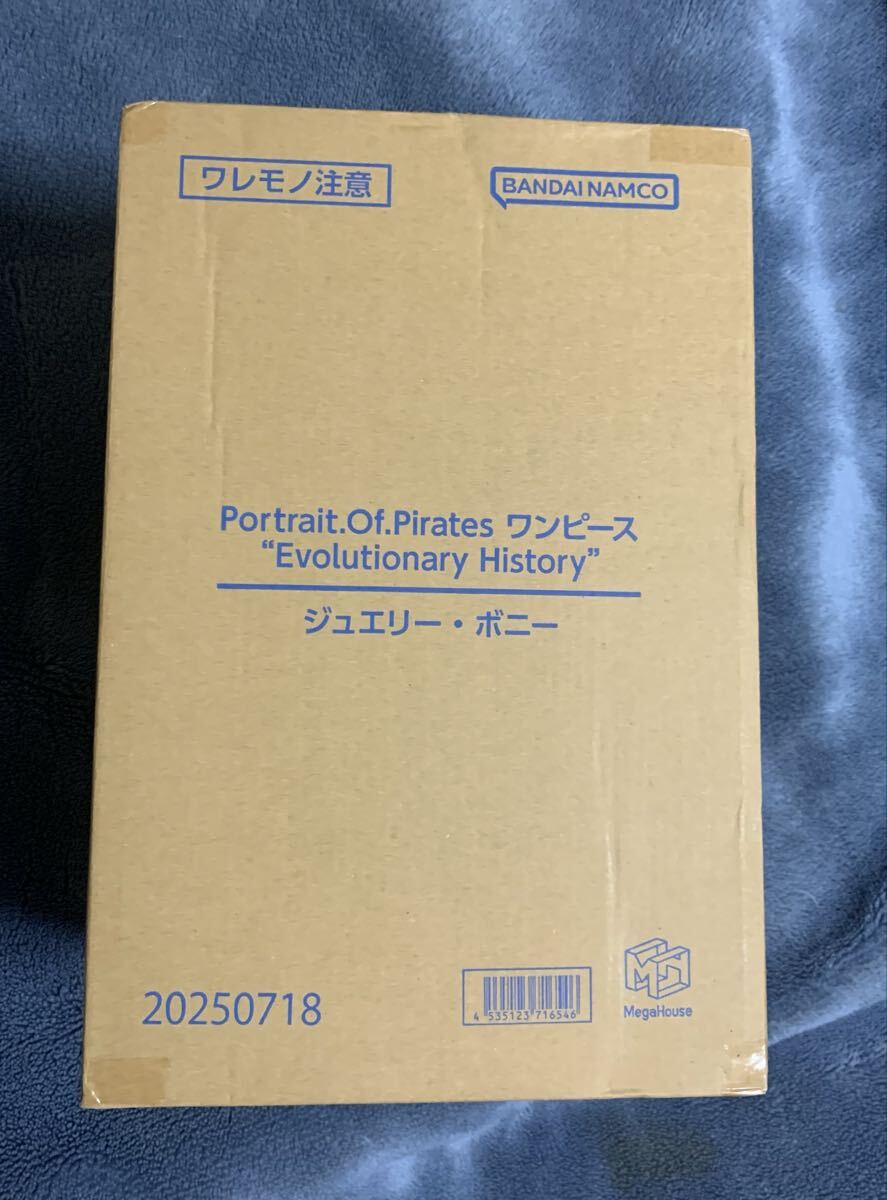 ワレモノ注意
BANDAI NAMCO
Portrait.Of.Pirates ワンピース
“Evolutionary History”
ジュエリー・ボニー
20250718
4 535123 716546
MegaHouse